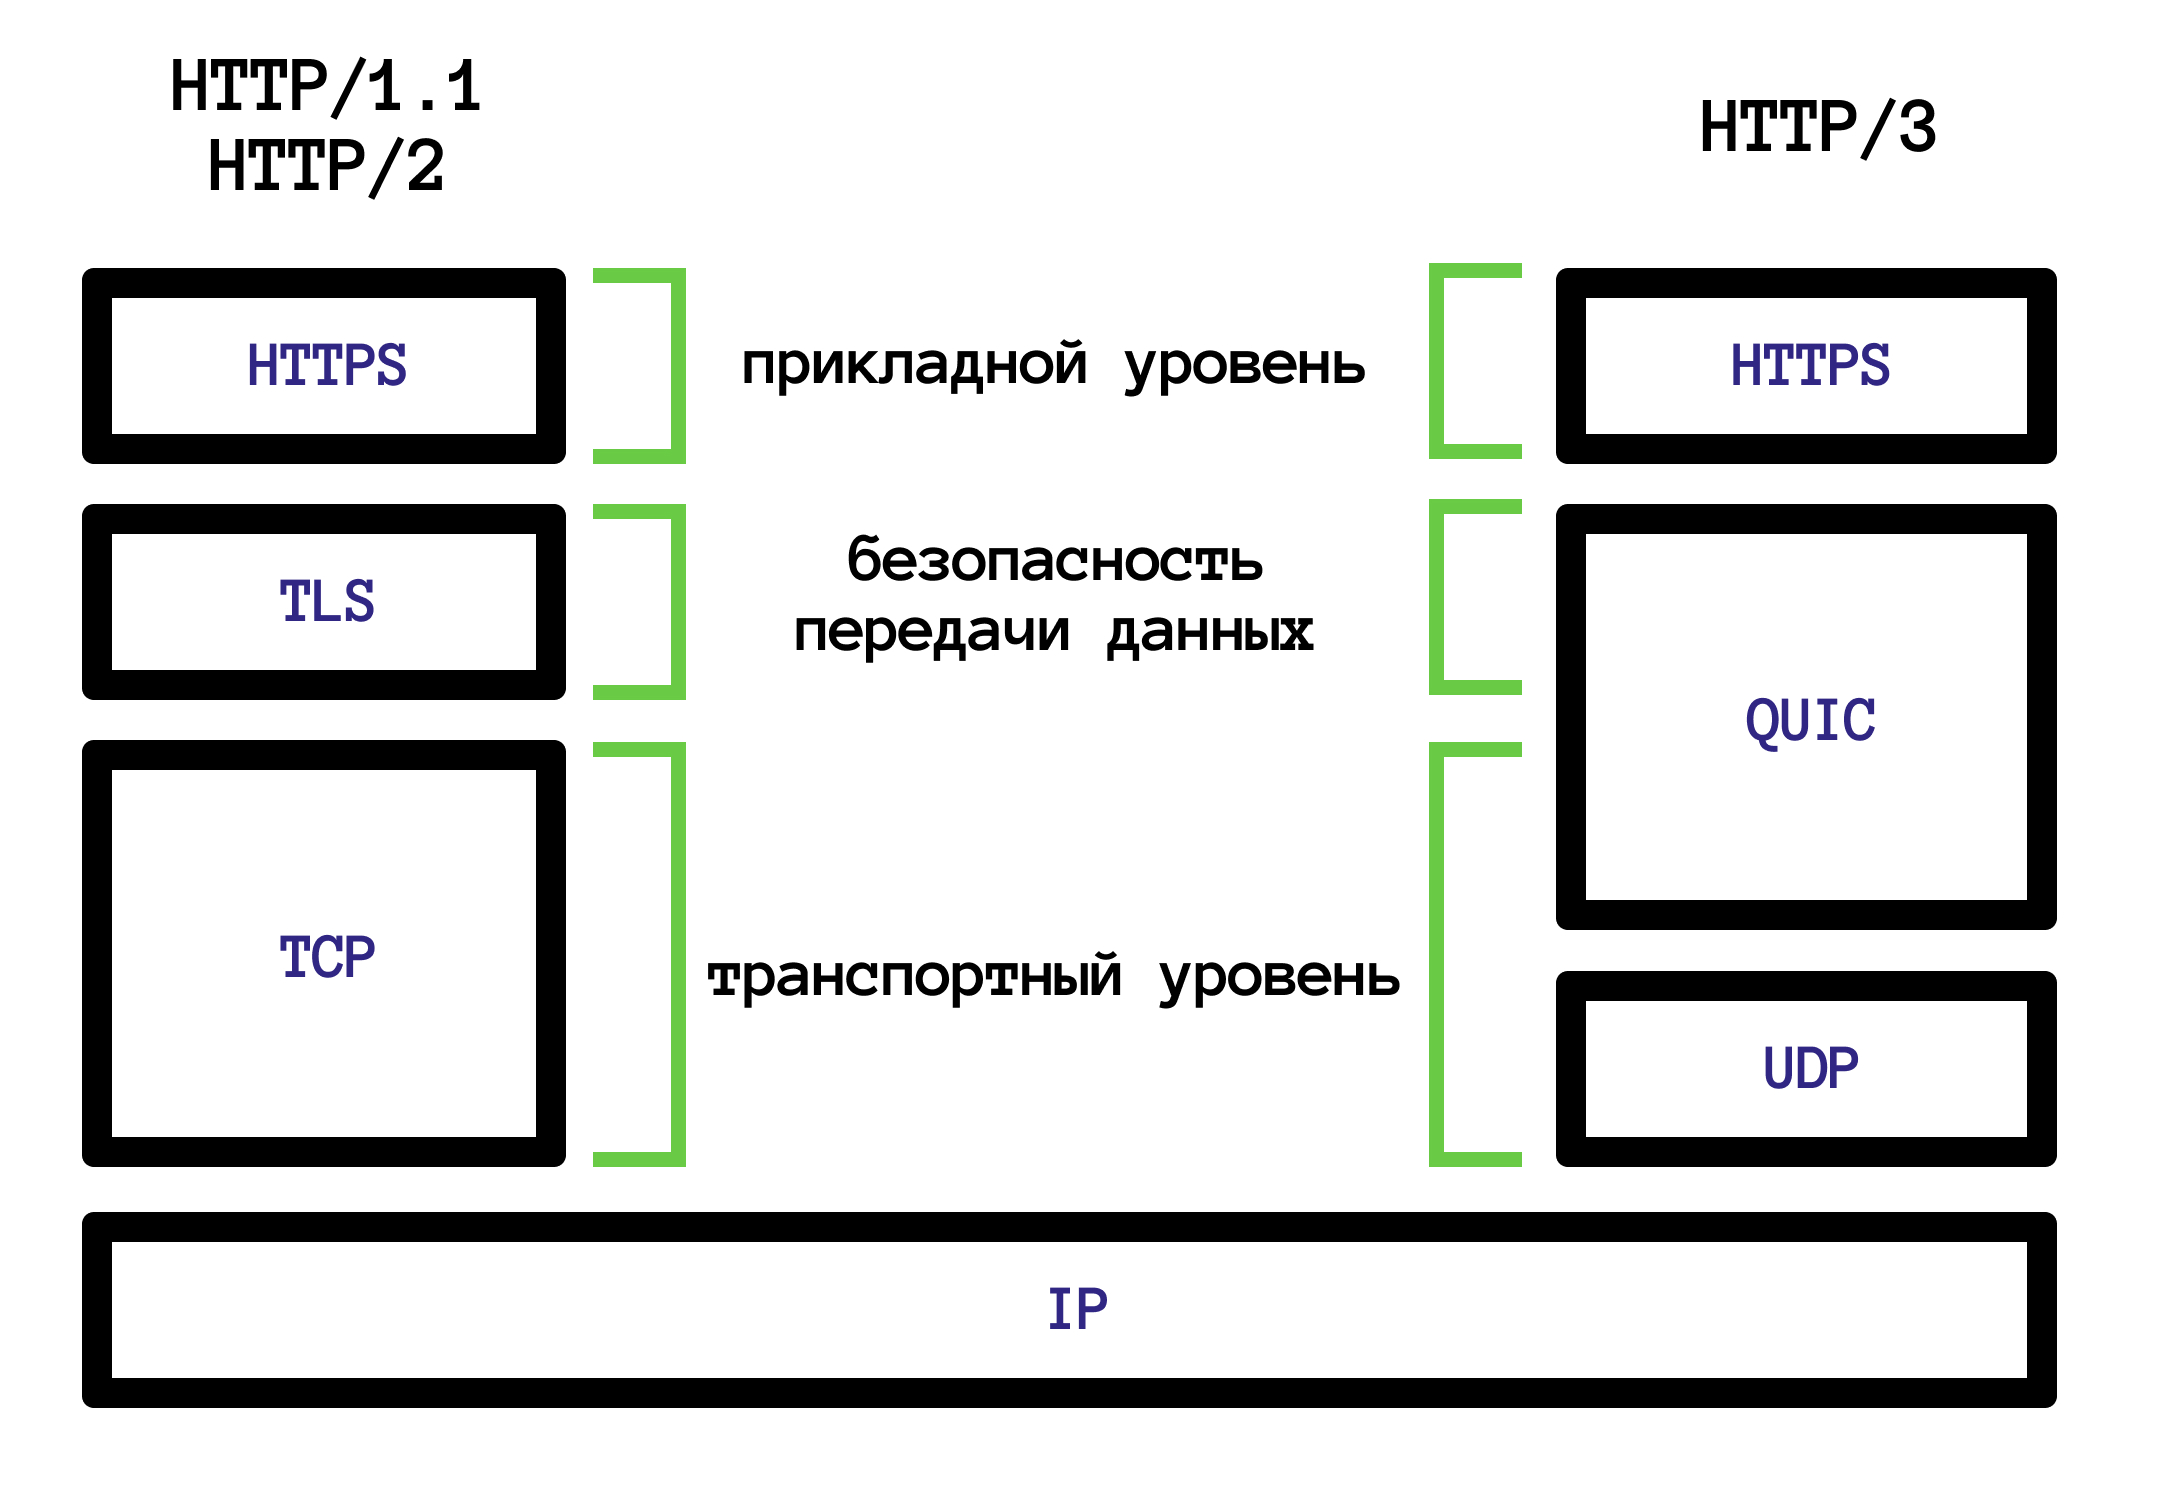 HTTP/1.1
HTTP/2
HTTP/3
HTTPS
прикладной уровень
HTTPS
TLS
безопасность
передачи данных
QUIC
TCP
транспортный уровень
UDP
IP